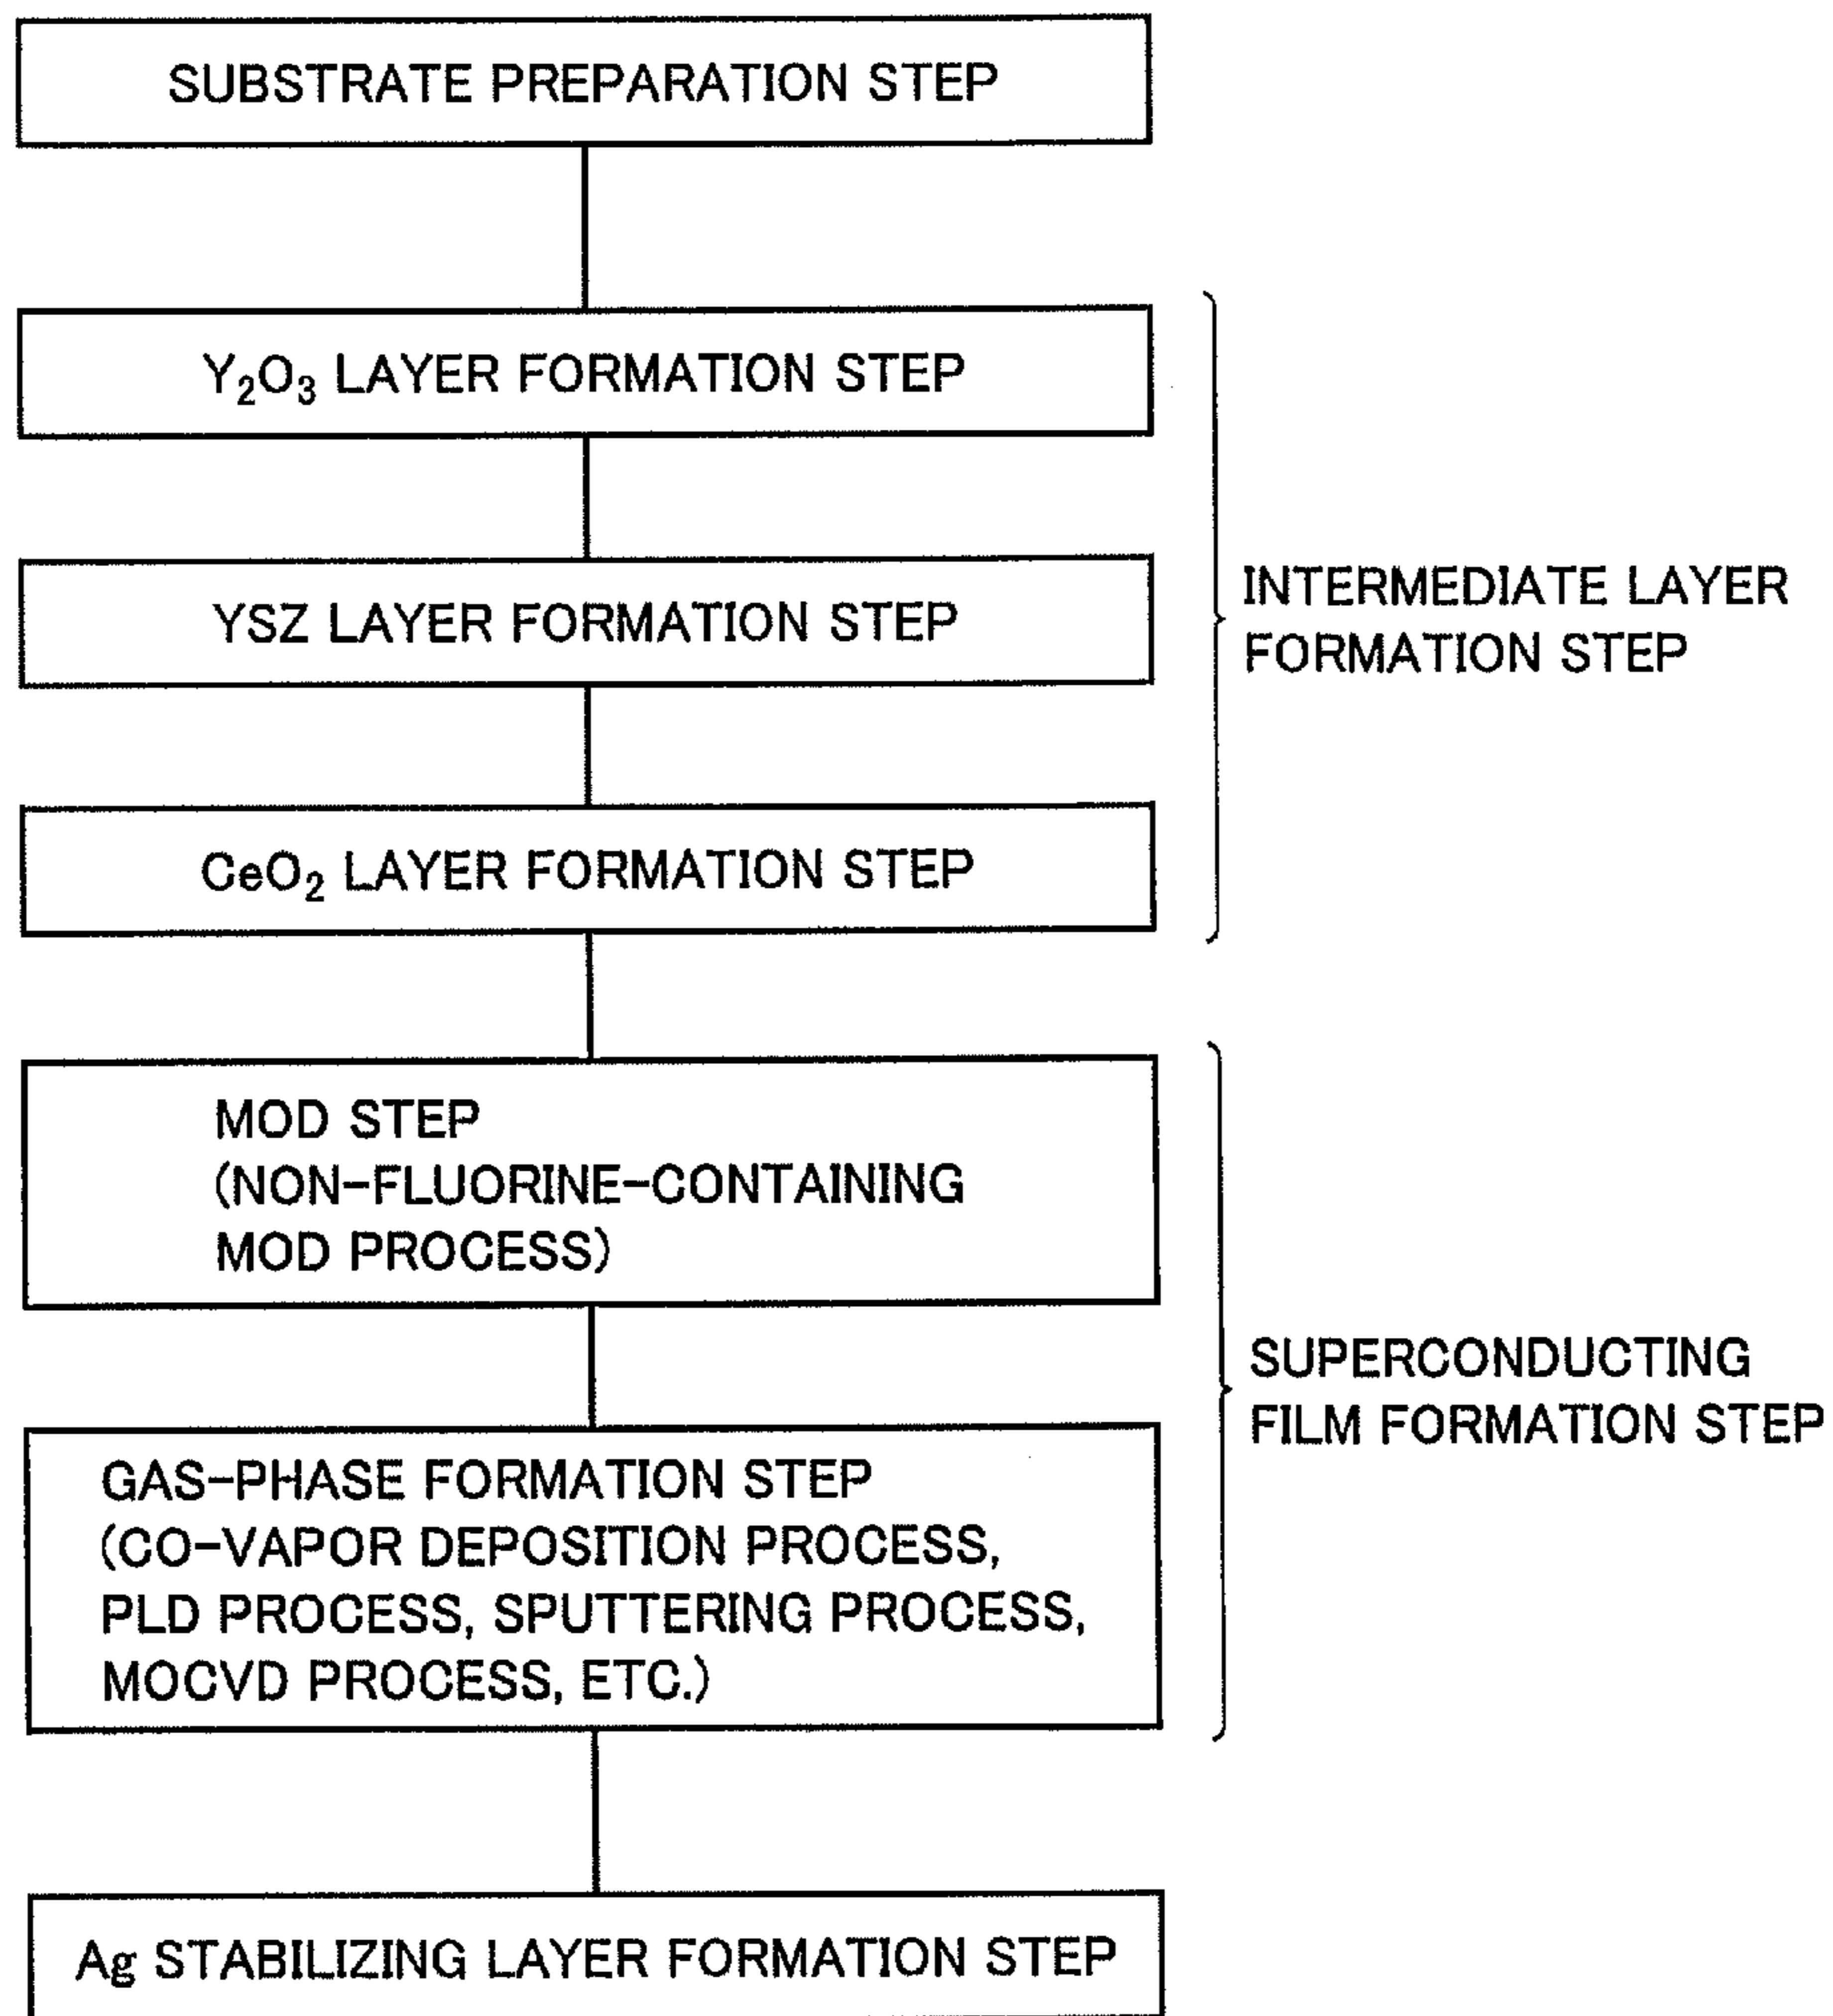 SUBSTRATE PREPARATION STEP
Y₂O₃ LAYER FORMATION STEP
YSZ LAYER FORMATION STEP
INTERMEDIATE LAYER
FORMATION STEP
CeO₂ LAYER FORMATION STEP
MOD STEP
(NON-FLUORINE-CONTAINING
MOD PROCESS)
GAS-PHASE FORMATION STEP
(CO-VAPOR DEPOSITION PROCESS,
PLD PROCESS, SPUTTERING PROCESS,
MOCVD PROCESS, ETC.)
SUPERCONDUCTING
FILM FORMATION STEP
Ag STABILIZING LAYER FORMATION STEP